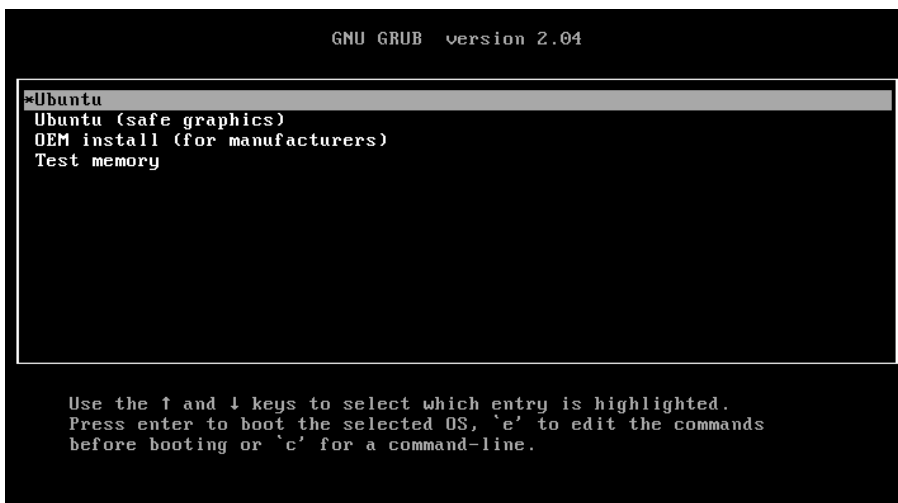 GNU GRUB version 2.04
*Ubuntu
Ubuntu (safe graphics)
OEM install (for manufacturers)
Test memory
Use the ↑ and ↓ keys to select which entry is highlighted.
Press enter to boot the selected OS, `e' to edit the commands
before booting or `c' for a command-line.